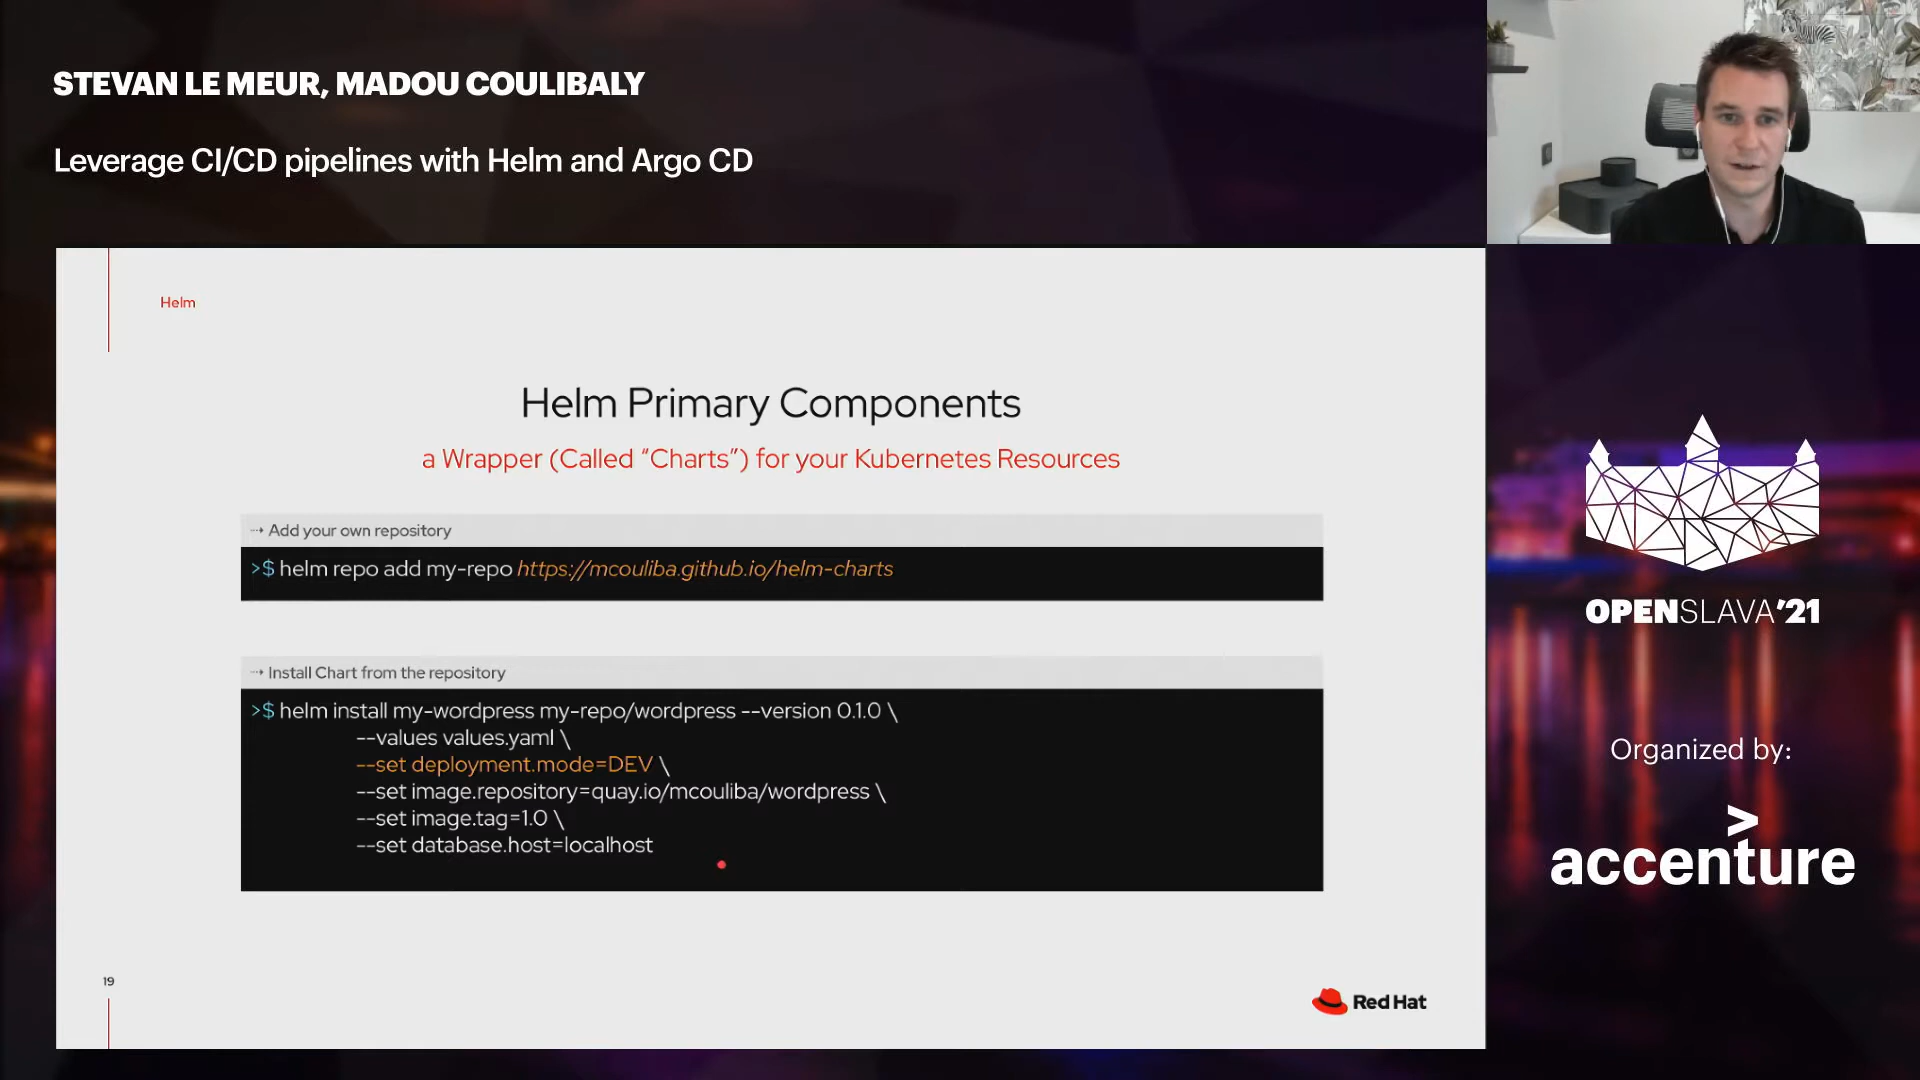 STEVAN LE MEUR, MADOU COULIBALY
Leverage CI/CD pipelines with Helm and Argo CD
Helm
Helm Primary Components
a Wrapper (Called “Charts”) for your Kubernetes Resources
⇢ Add your own repository
>$ helm repo add my-repo https://mcouliba.github.io/helm-charts
⇢ Install Chart from the repository
>$ helm install my-wordpress my-repo/wordpress --version 0.1.0 \
--values values.yaml \
--set deployment.mode=DEV \
--set image.repository=quay.io/mcouliba/wordpress \
--set image.tag=1.0 \
--set database.host=localhost
19
Red Hat
OPENSLAVA'21
Organized by:
>
accenture